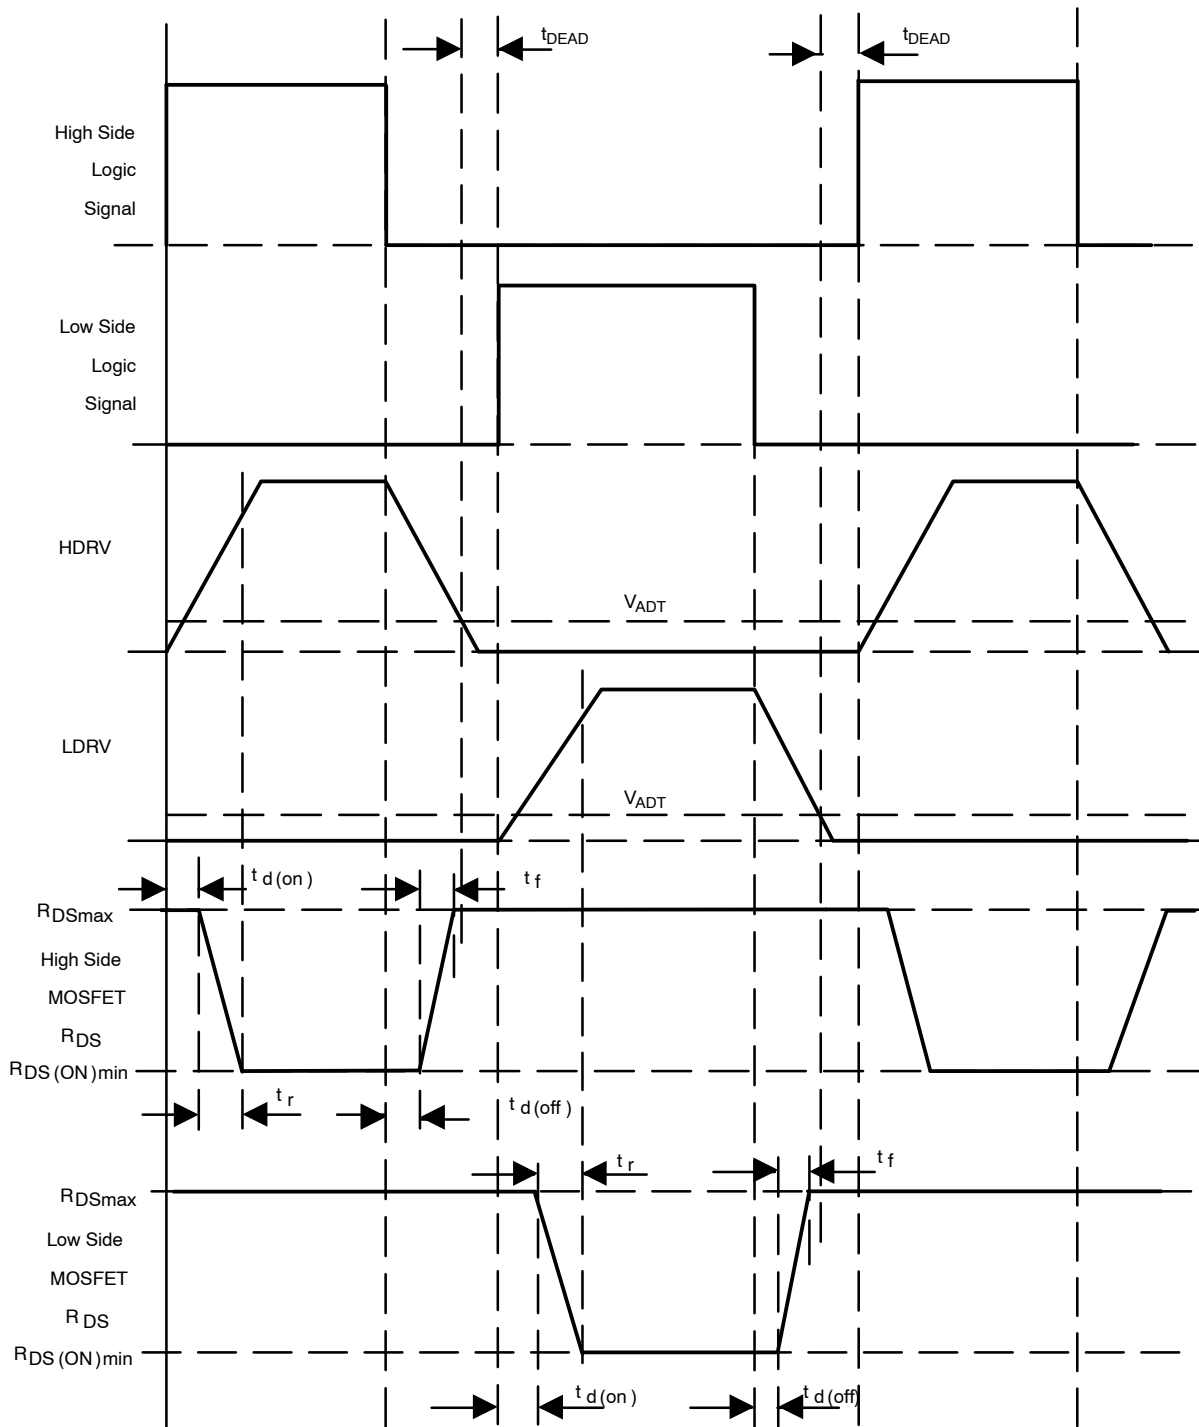 tDEAD
tDEAD
High Side
Logic
Signal
Low Side
Logic
Signal
HDRV
VADT
LDRV
VADT
t d(on)
t f
RDSmax
High Side
MOSFET
RDS
RDS(ON)min
t r
t d(off)
t r
t f
RDSmax
Low Side
MOSFET
R DS
RDS(ON)min
t d(on)
t d(off)